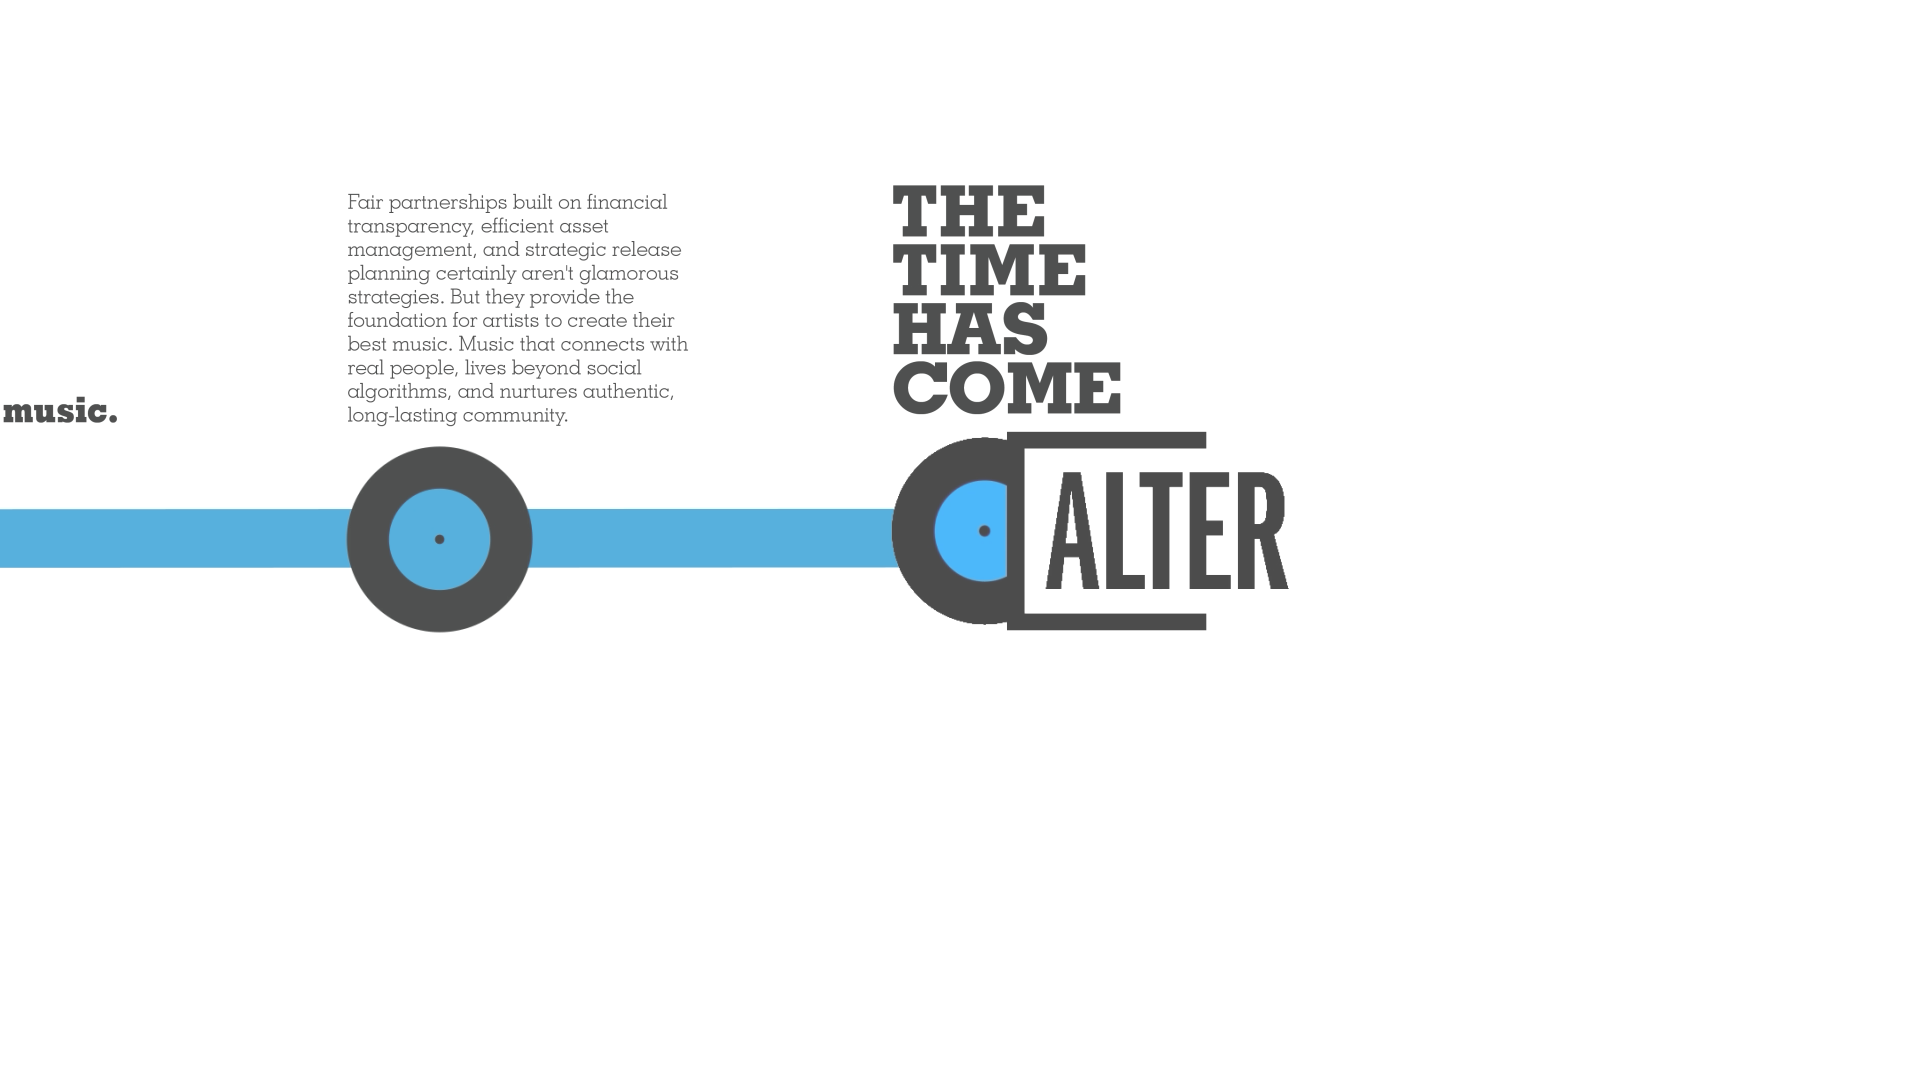 music.
Fair partnerships built on financial
transparency, efficient asset
management, and strategic release
planning certainly aren't glamorous
strategies. But they provide the
foundation for artists to create their
best music. Music that connects with
real people, lives beyond social
algorithms, and nurtures authentic,
long-lasting community.
THE
TIME
HAS
COME
ALTER